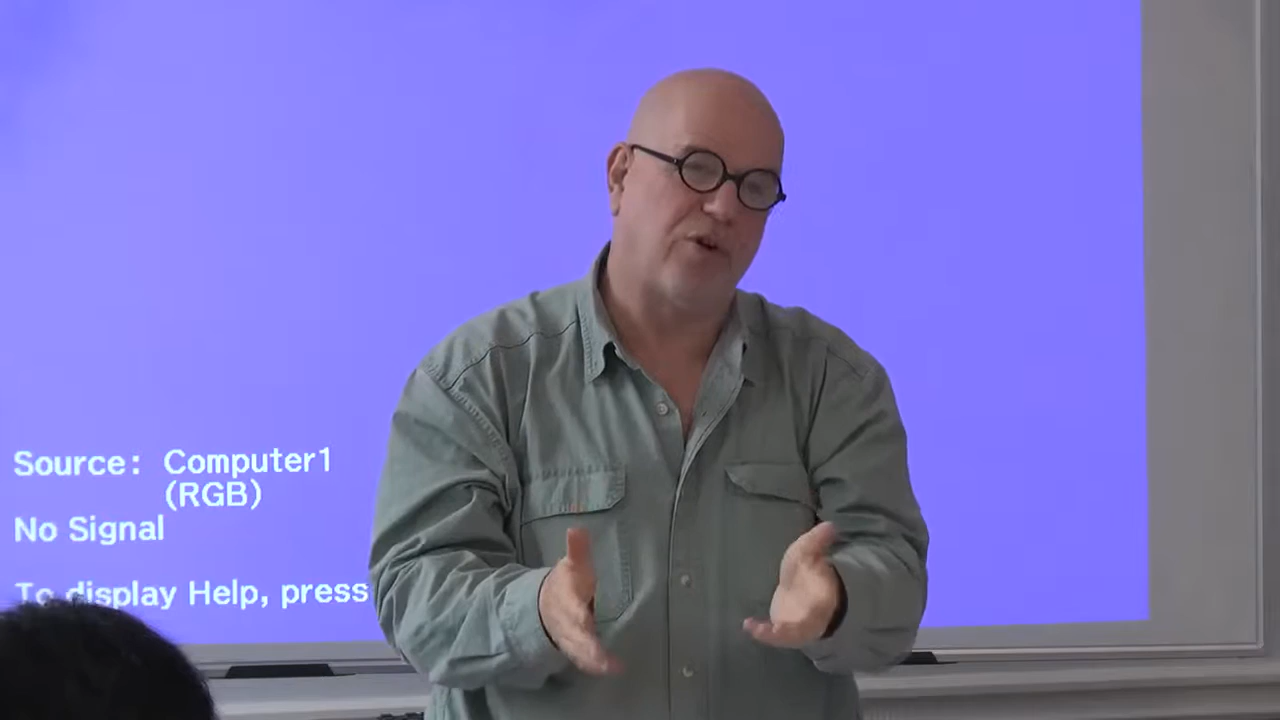 Source: Computer1
(RGB)
No Signal
To display Help, press